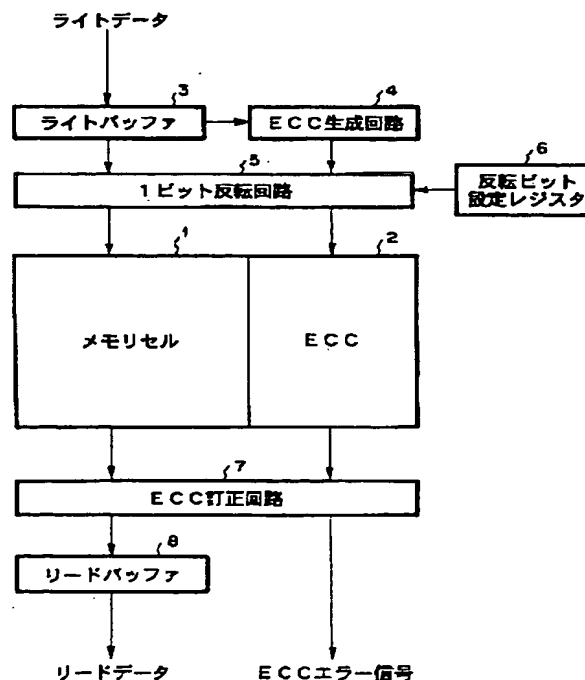 ライトデータ
3
ライトバッファ
4
ECC生成回路
5
1ビット反転回路
6
反転ビット
設定レジスタ
1
メモリセル
2
ECC
7
ECC訂正回路
8
リードバッファ
リードデータ
ECCエラー信号